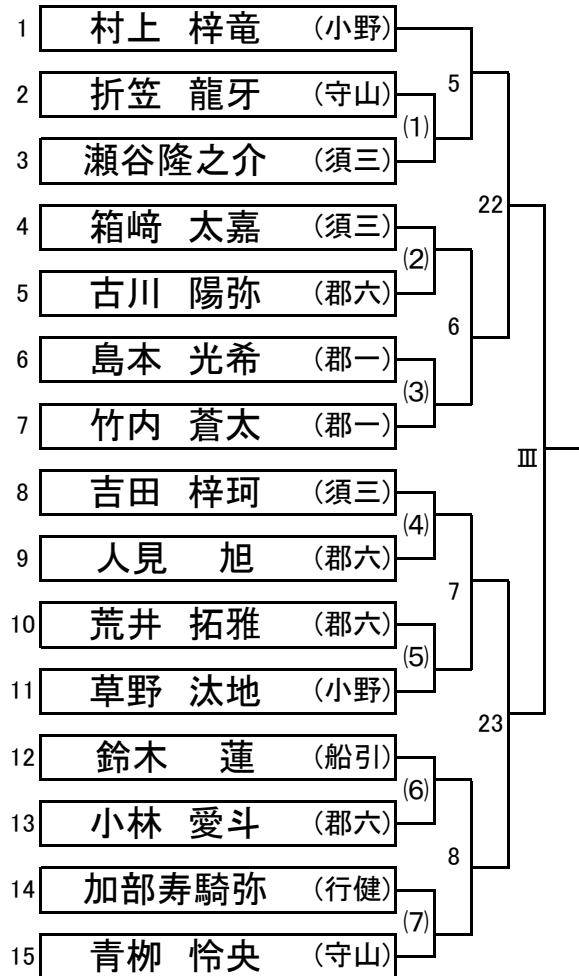 1 村上 梓竜 (小野)
5
2 折笠 龍牙 (守山)
(1)
3 瀬谷隆之介 (須三)
22
4 箱﨑 太嘉 (須三)
(2)
5 古川 陽弥 (郡六)
6
6 島本 光希 (郡一)
(3)
7 竹内 蒼太 (郡一)
Ⅲ
8 吉田 梓珂 (須三)
(4)
9 人見 旭 (郡六)
7
10 荒井 拓雅 (郡六)
(5)
11 草野 汰地 (小野)
23
12 鈴木 蓮 (船引)
(6)
13 小林 愛斗 (郡六)
8
14 加部寿騎弥 (行健)
(7)
15 青栁 怜央 (守山)